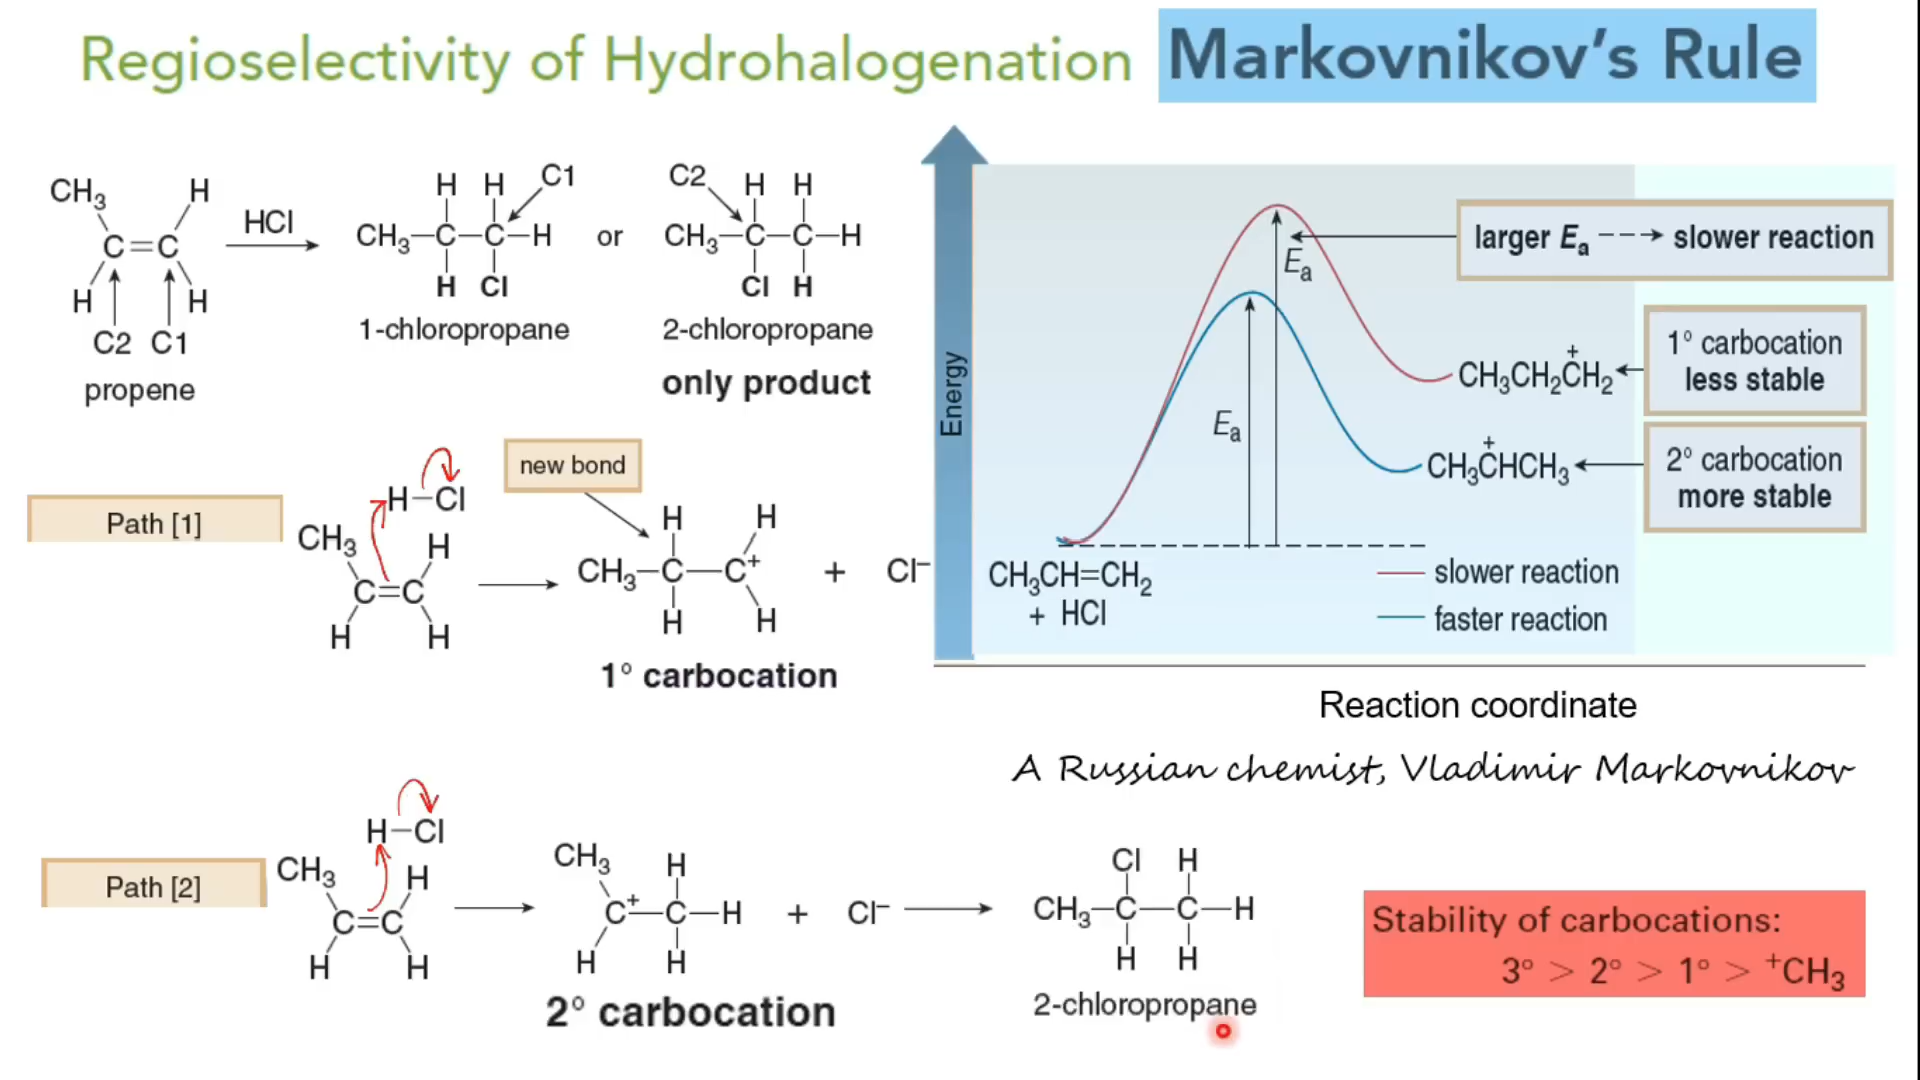 Regioselectivity of Hydrohalogenation Markovnikov's Rule
CH₃ H
C=C
H H
C2 C1
propene
HCl
H H C1
CH₃–C–C–H
H Cl
1-chloropropane
or
C2 H H
CH₃–C–C–H
Cl H
2-chloropropane
only product
Path [1]
H–Cl
CH₃ H
C=C
H H
new bond
H H
CH₃–C–C⁺
H H
1° carbocation
+ Cl⁻
Energy
Eₐ
Eₐ
larger Eₐ ---→ slower reaction
1° carbocation
less stable
CH₃CH₂C⁺H₂
2° carbocation
more stable
CH₃C⁺HCH₃
CH₃CH=CH₂
+ HCl
slower reaction
faster reaction
Reaction coordinate
A Russian chemist, Vladimir Markovnikov
Path [2]
H–Cl
CH₃ H
C=C
H H
CH₃ H
C⁺–C–H
H H
2° carbocation
+ Cl⁻
Cl H
CH₃–C–C–H
H H
2-chloropropane
Stability of carbocations:
3° > 2° > 1° > ⁺CH₃